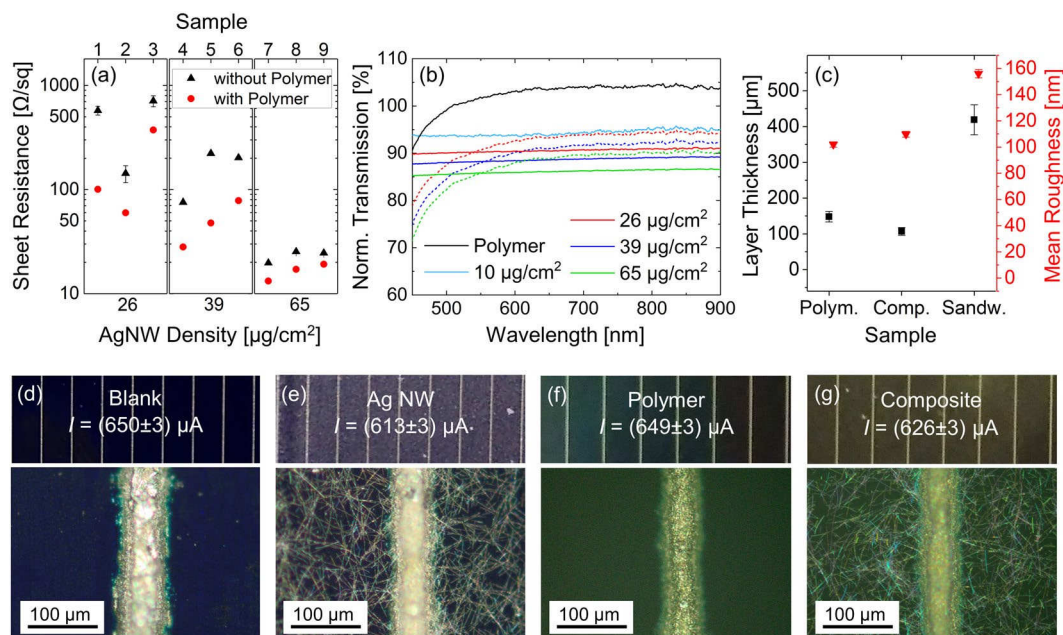 Sample
1 2 3 4 5 6 7 8 9
(a)
▲ without Polymer
● with Polymer
Sheet Resistance [Ω/sq]
1000
500
100
50
10
26 39 65
AgNW Density [µg/cm²]
(b)
Norm. Transmission [%]
110
100
90
80
70
60
Polymer
10 µg/cm²
26 µg/cm²
39 µg/cm²
65 µg/cm²
500 600 700 800 900
Wavelength [nm]
(c)
Layer Thickness [µm]
500
400
300
200
100
0
160
140
120
100
80
60
40
20
0
Mean Roughness [nm]
Polym. Comp. Sandw.
Sample
(d)
Blank
I = (650±3) µA
100 µm
(e)
Ag NW
I = (613±3) µA
100 µm
(f)
Polymer
I = (649±3) µA
100 µm
(g)
Composite
I = (626±3) µA
100 µm